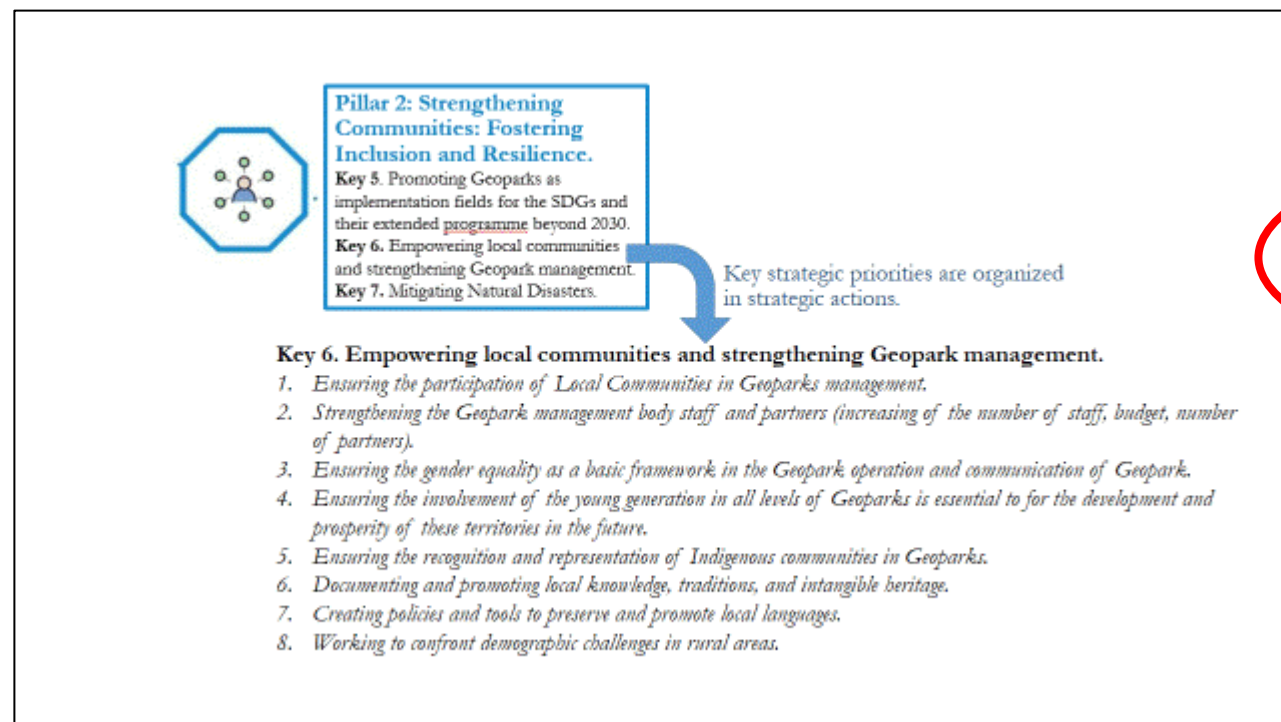 Pillar 2: Strengthening
Communities: Fostering
Inclusion and Resilience.
Key 5. Promoting Geoparks as
implementation fields for the SDGs and
their extended programme beyond 2030.
Key 6. Empowering local communities
and strengthening Geopark management.
Key 7. Mitigating Natural Disasters.
Key strategic priorities are organized
in strategic actions.
Key 6. Empowering local communities and strengthening Geopark management.
1. Ensuring the participation of Local Communities in Geoparks management.
2. Strengthening the Geopark management body staff and partners (increasing of the number of staff, budget, number
of partners).
3. Ensuring the gender equality as a basic framework in the Geopark operation and communication of Geopark.
4. Ensuring the involvement of the young generation in all levels of Geoparks is essential to for the development and
prosperity of these territories in the future.
5. Ensuring the recognition and representation of Indigenous communities in Geoparks.
6. Documenting and promoting local knowledge, traditions, and intangible heritage.
7. Creating policies and tools to preserve and promote local languages.
8. Working to confront demographic challenges in rural areas.